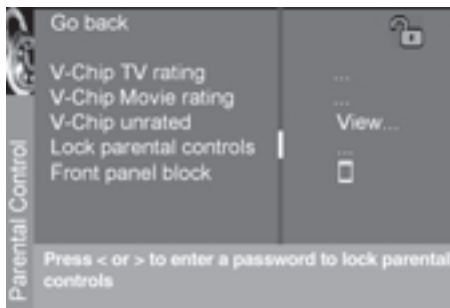 Go back
V-Chip TV rating ...
V-Chip Movie rating ...
V-Chip unrated View...
Lock parental controls ...
Front panel block
Parental Control
Press < or > to enter a password to lock parental
controls